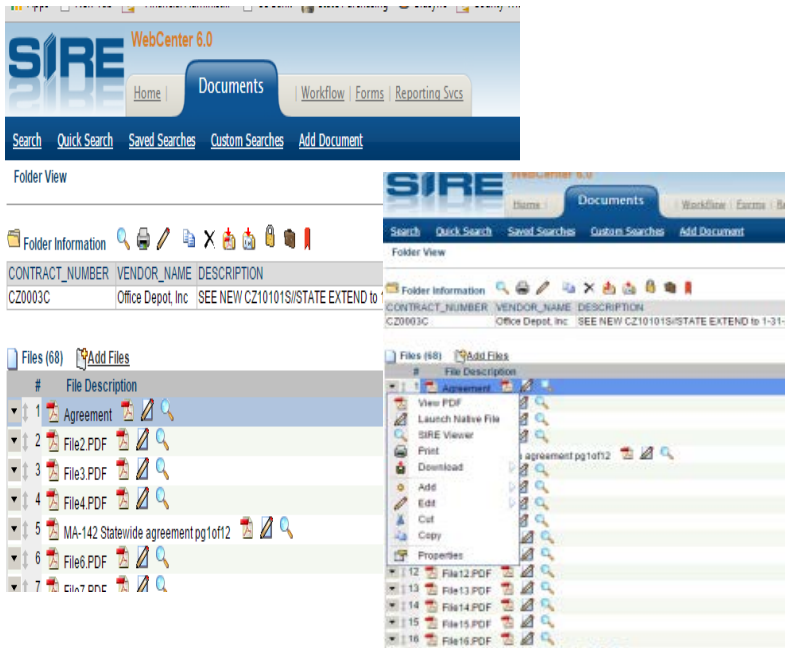 SIRE
WebCenter 6.0
Home | Documents | Workflow | Forms | Reporting Svcs
Search Quick Search Saved Searches Custom Searches Add Document
Folder View
Folder Information
CONTRACT_NUMBER VENDOR_NAME DESCRIPTION
CZ0003C Office Depot, Inc SEE NEW CZ10101S//STATE EXTEND to 1
Files (68) Add Files
# File Description
1 Agreement
2 File2.PDF
3 File3.PDF
4 File4.PDF
5 MA-142 Statewide agreement pg1of12
6 File6.PDF
7 File7.PDF
SIRE
WebCenter 6.0
Home | Documents | Workflow | Forms |
Search Quick Search Saved Searches Custom Searches Add Document
Folder View
Folder Information
CONTRACT_NUMBER VENDOR_NAME DESCRIPTION
CZ0003C Office Depot, Inc SEE NEW CZ10101S//STATE EXTEND to 1-31-
Files (68) Add Files
# File Description
1 Agreement
View PDF
Launch Native File
SIRE Viewer
Print
agreement pg1of12
Download
Add
Edit
Cut
Copy
Properties
12 File12.PDF
13 File13.PDF
14 File14.PDF
15 File15.PDF
16 File16.PDF